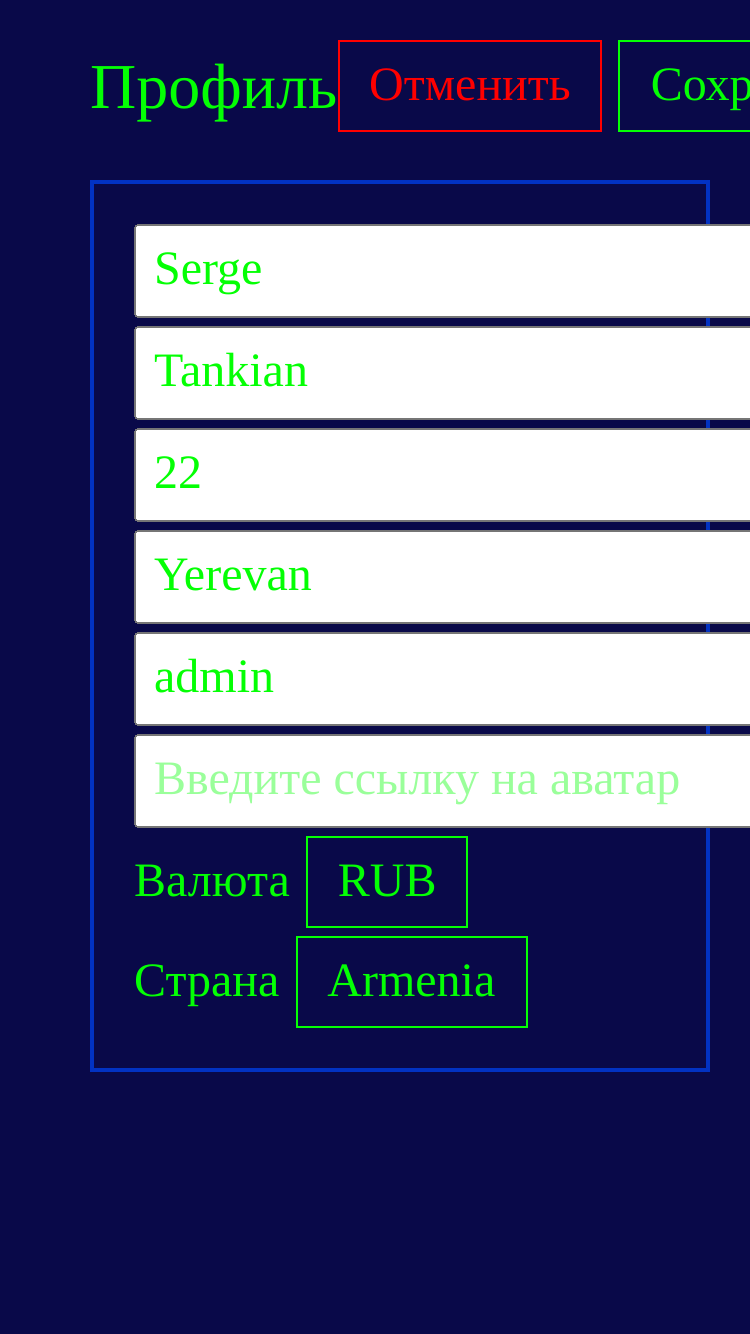 Профиль Отменить Сохр
Serge
Tankian
22
Yerevan
admin
Введите ссылку на аватар
Валюта RUB
Страна Armenia